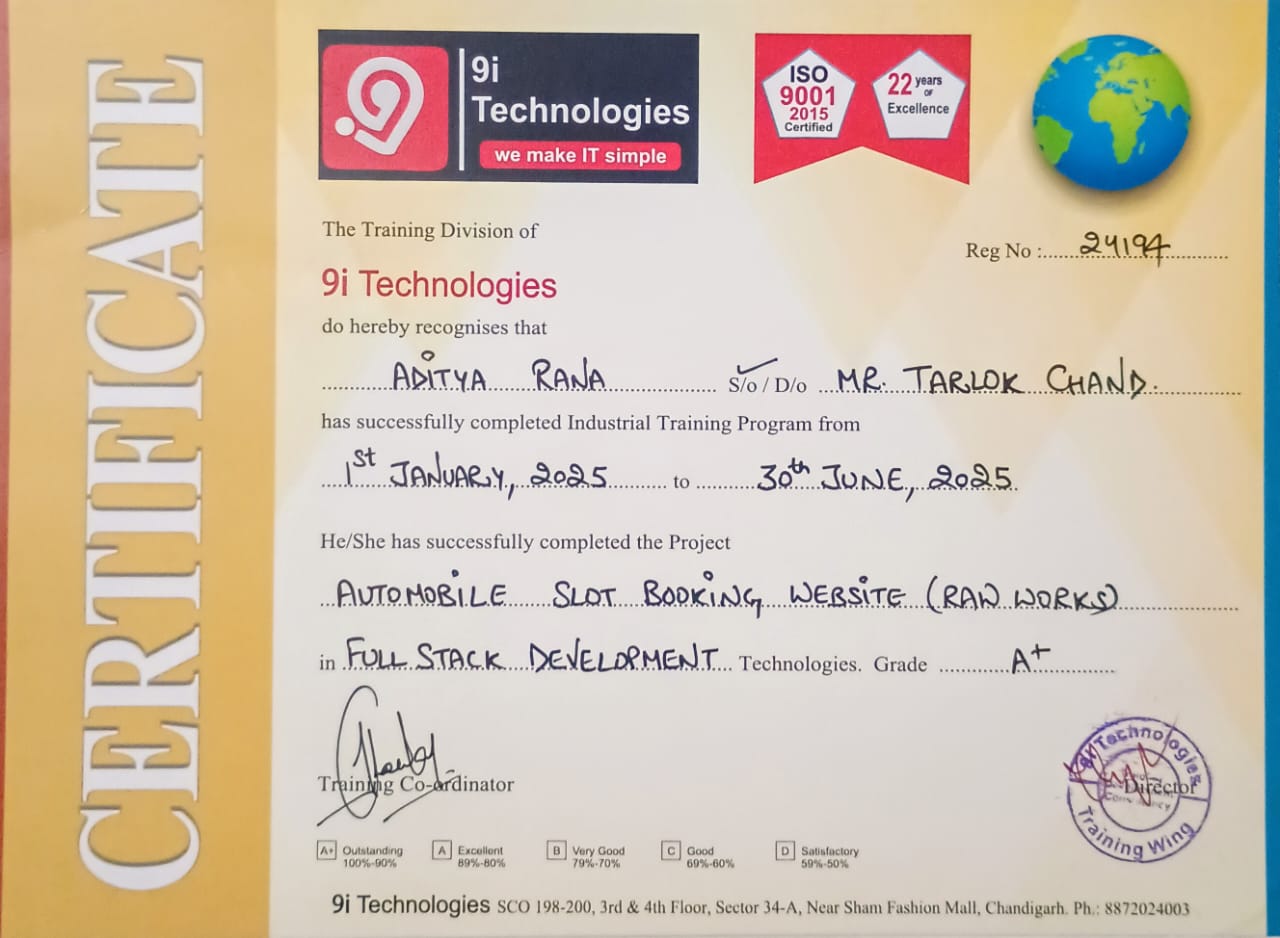 CERTIFICATE
9i
Technologies
we make IT simple
ISO
9001
2015
Certified
22 years
OF
Excellence
The Training Division of
Reg No :...... 24194
9i Technologies
do hereby recognises that
ADITYA RANA S/o / D/o MR. TARLOK CHAND.
has successfully completed Industrial Training Program from
1st JANUARY, 2025 to 30th JUNE, 2025
He/She has successfully completed the Project
AUTOMOBILE SLOT BOOKING WEBSITE (RAW WORKS)
in FULL STACK DEVELOPMENT Technologies. Grade A+
Training Co-ordinator
9i Technologies
Director
Training Wing
A+ Outstanding 100%-90%
A Excellent 89%-80%
B Very Good 79%-70%
C Good 69%-60%
D Satisfactory 59%-50%
9i Technologies SCO 198-200, 3rd & 4th Floor, Sector 34-A, Near Sham Fashion Mall, Chandigarh. Ph.: 8872024003